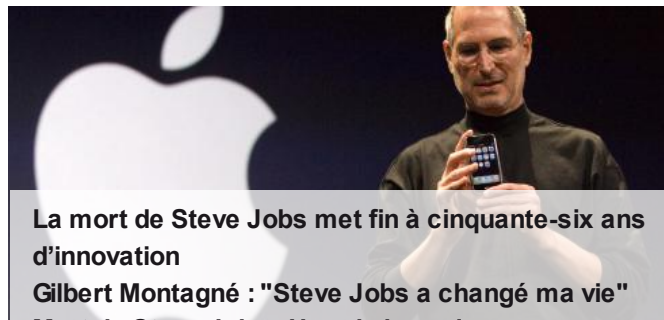 La mort de Steve Jobs met fin à cinquante-six ans
d'innovation
Gilbert Montagné : "Steve Jobs a changé ma vie"